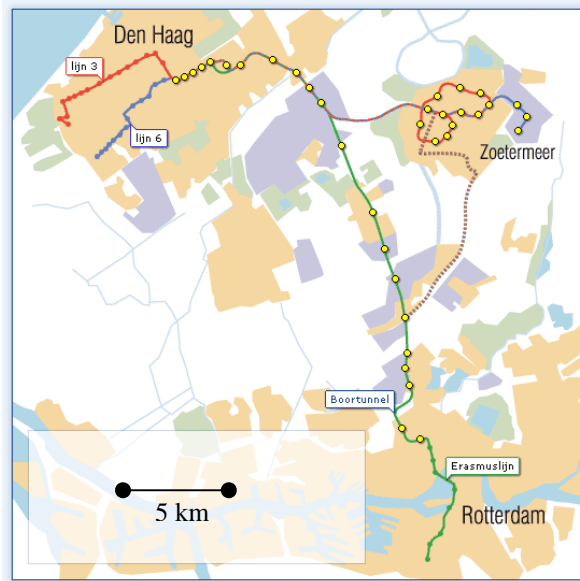 Den Haag
lijn 3
lijn 6
Zoetermeer
Boortunnel
Erasmuslijn
5 km
Rotterdam